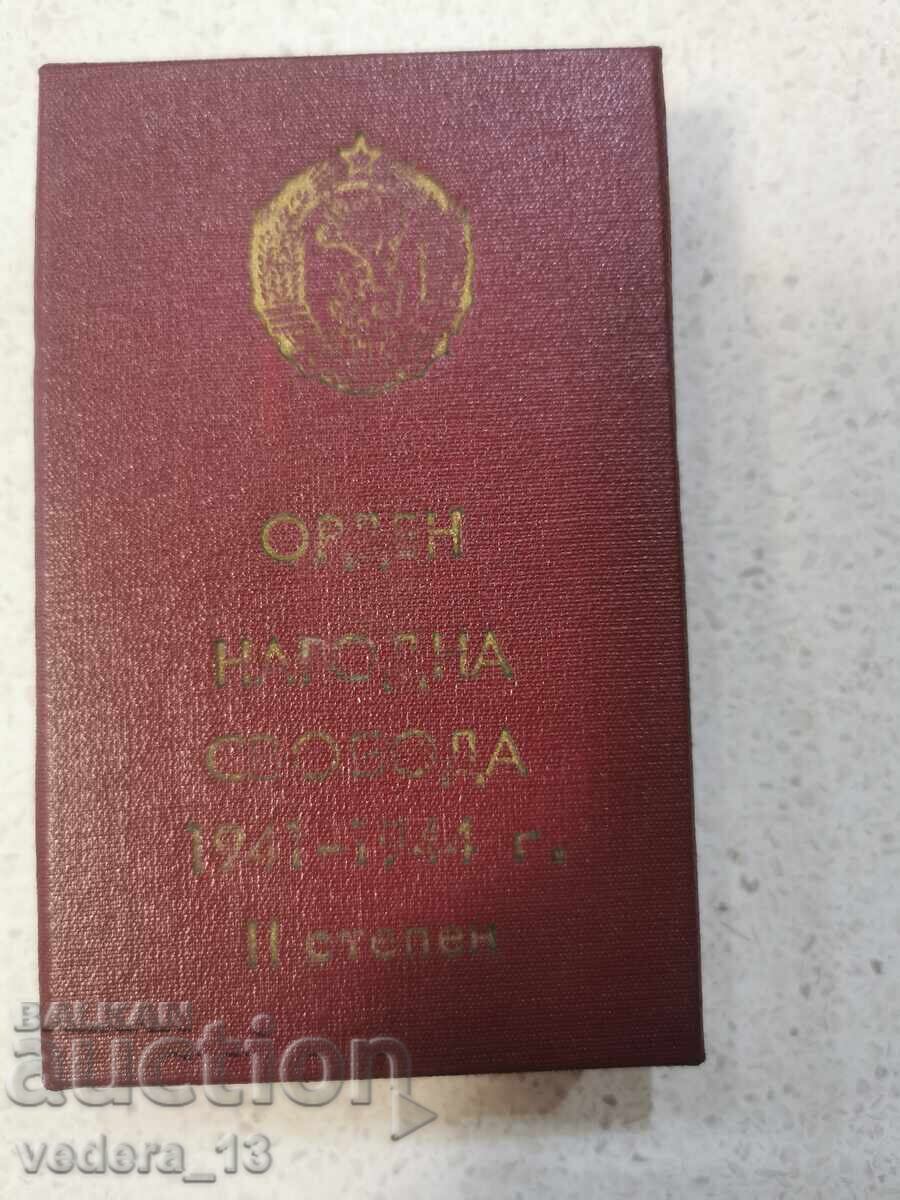 ОРДЕН
НАРОДНА
СВОБОДА
1941-1944 г.
II степен
BALKAN
auction
vedera_13